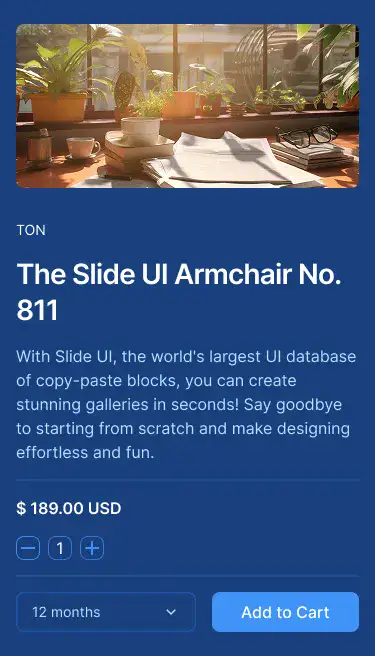 TON
The Slide UI Armchair No.
811
With Slide UI, the world's largest UI database
of copy-paste blocks, you can create
stunning galleries in seconds! Say goodbye
to starting from scratch and make designing
effortless and fun.
$ 189.00 USD
1
12 months
Add to Cart